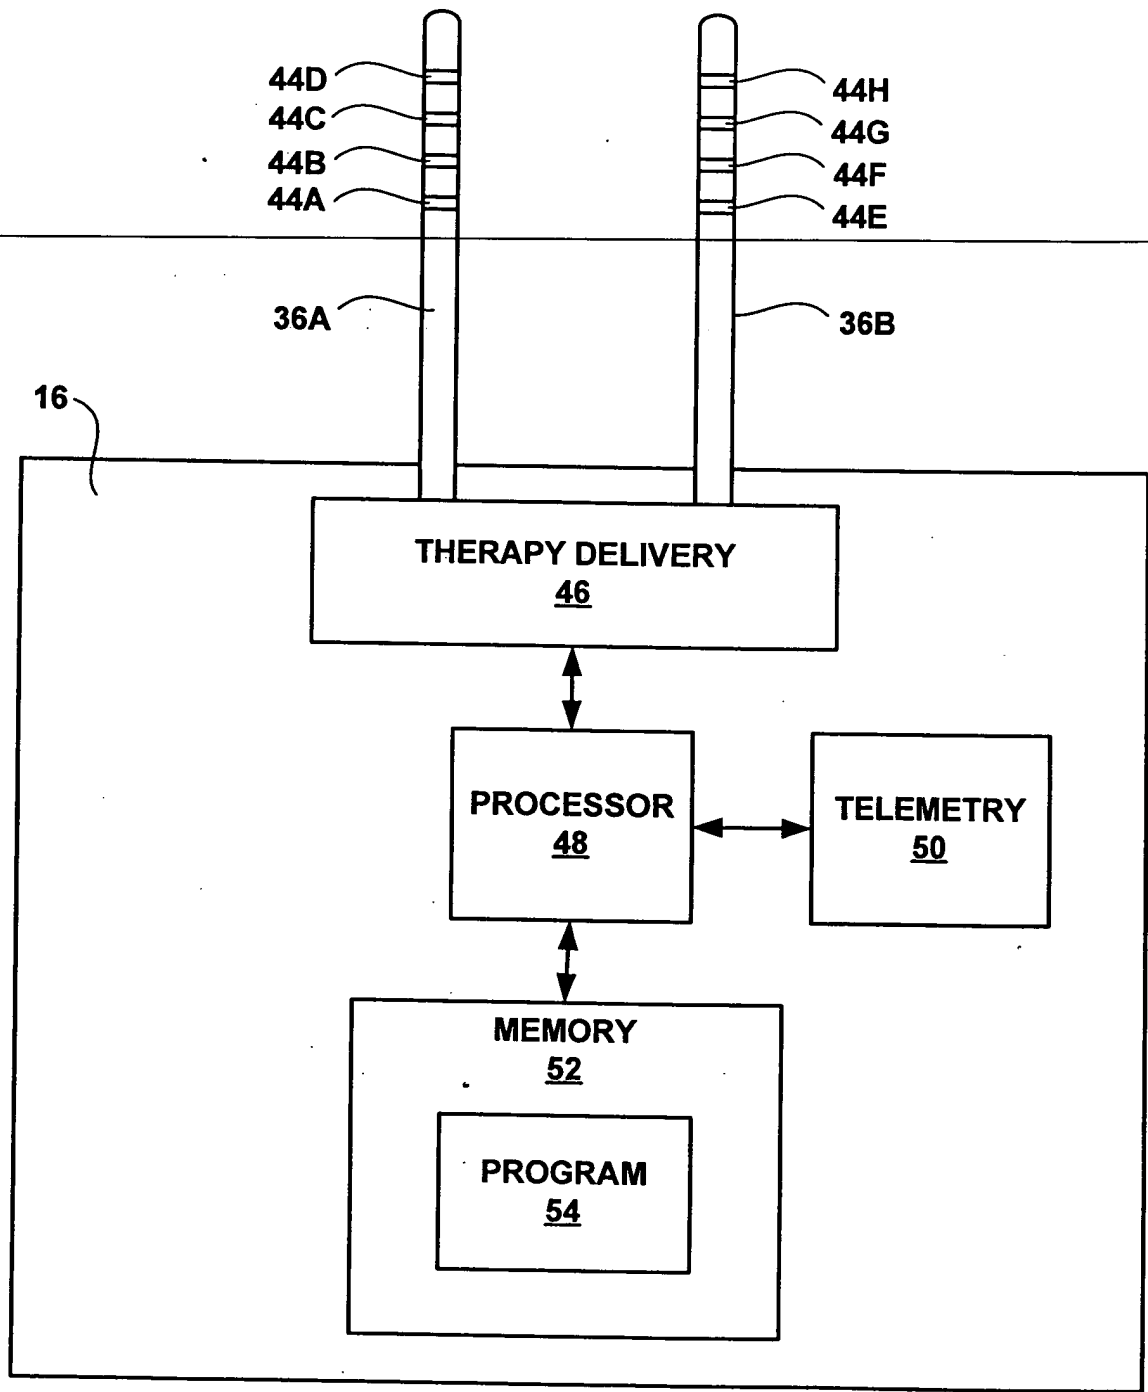 44D
44H
44C
44G
44B
44F
44A
44E
36A
36B
16
THERAPY DELIVERY
46
PROCESSOR
48
TELEMETRY
50
MEMORY
52
PROGRAM
54